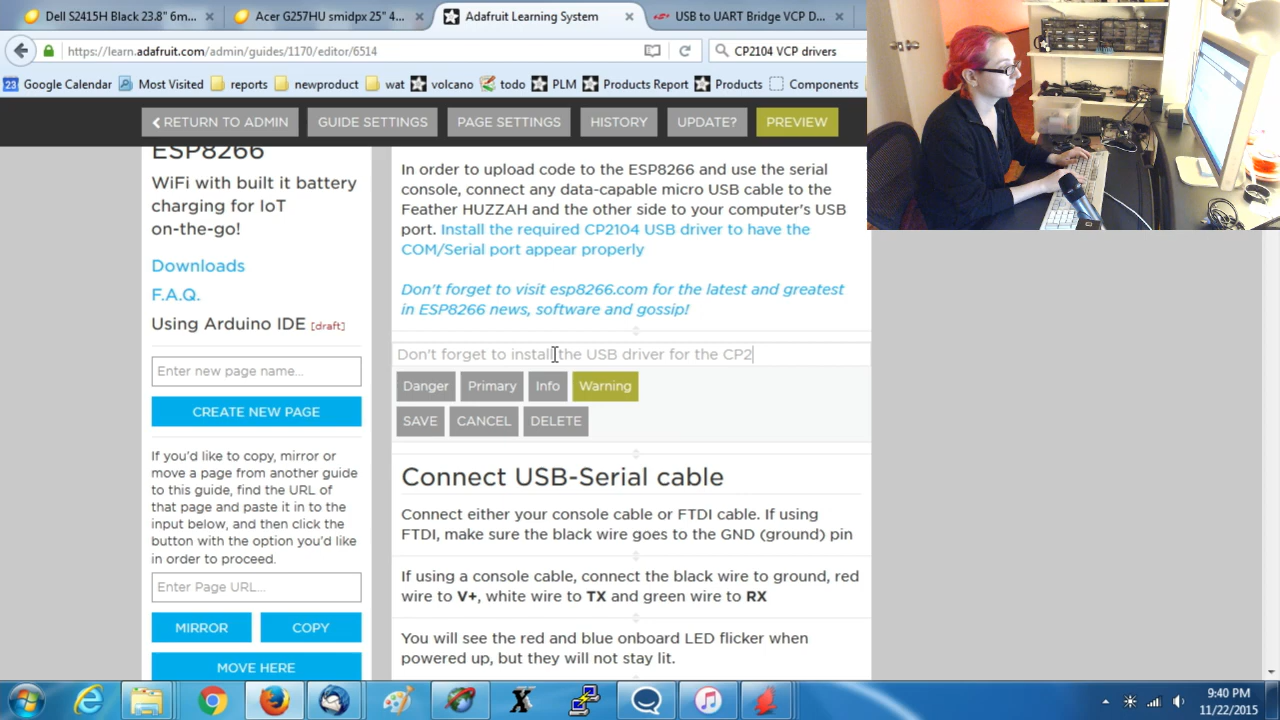 Dell S2415H Black 23.8" 6m...
Acer G257HU smidpx 25" 4...
Adafruit Learning System
USB to UART Bridge VCP D...
https://learn.adafruit.com/admin/guides/1170/editor/6514
CP2104 VCP drivers
23 Google Calendar
Most Visited
reports
newproduct
wat
volcano
todo
PLM
Products Report
Products
Components
RETURN TO ADMIN
GUIDE SETTINGS
PAGE SETTINGS
HISTORY
UPDATE?
PREVIEW
ESP8266
WiFi with built it battery
charging for IoT
on-the-go!
Downloads
F.A.Q.
Using Arduino IDE [draft]
Enter new page name...
CREATE NEW PAGE
If you'd like to copy, mirror or
move a page from another guide
to this guide, find the URL of
that page and paste it in to the
input below, and then click the
button with the option you'd like
in order to proceed.
Enter Page URL...
MIRROR
COPY
MOVE HERE
In order to upload code to the ESP8266 and use the serial
console, connect any data-capable micro USB cable to the
Feather HUZZAH and the other side to your computer's USB
port. Install the required CP2104 USB driver to have the
COM/Serial port appear properly
Don't forget to visit esp8266.com for the latest and greatest
in ESP8266 news, software and gossip!
Don't forget to install the USB driver for the CP2
Danger
Primary
Info
Warning
SAVE
CANCEL
DELETE
Connect USB-Serial cable
Connect either your console cable or FTDI cable. If using
FTDI, make sure the black wire goes to the GND (ground) pin
If using a console cable, connect the black wire to ground, red
wire to V+, white wire to TX and green wire to RX
You will see the red and blue onboard LED flicker when
powered up, but they will not stay lit.
9:40 PM
11/22/2015